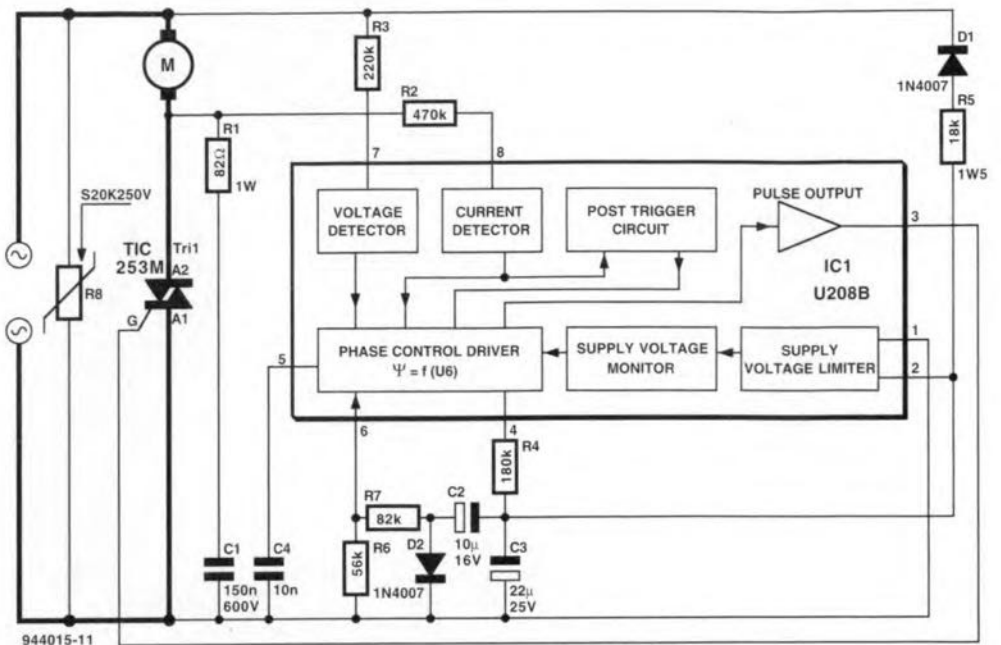 R3
220k
D1
1N4007
M
R2
470k
R1
82Ω
1W
R5
18k
1W5
7
8
S20K250V
VOLTAGE
DETECTOR
CURRENT
DETECTOR
POST TRIGGER
CIRCUIT
PULSE OUTPUT
3
TIC
253M
Tri1
A2
A1
G
R8
IC1
U208B
5
PHASE CONTROL DRIVER
Ψ = f (U6)
SUPPLY VOLTAGE
MONITOR
SUPPLY
VOLTAGE LIMITER
1
2
6
4
R4
180k
R7
82k
C2
10µ
16V
R6
56k
D2
1N4007
C3
22µ
25V
C1
150n
600V
C4
10n
944015-11